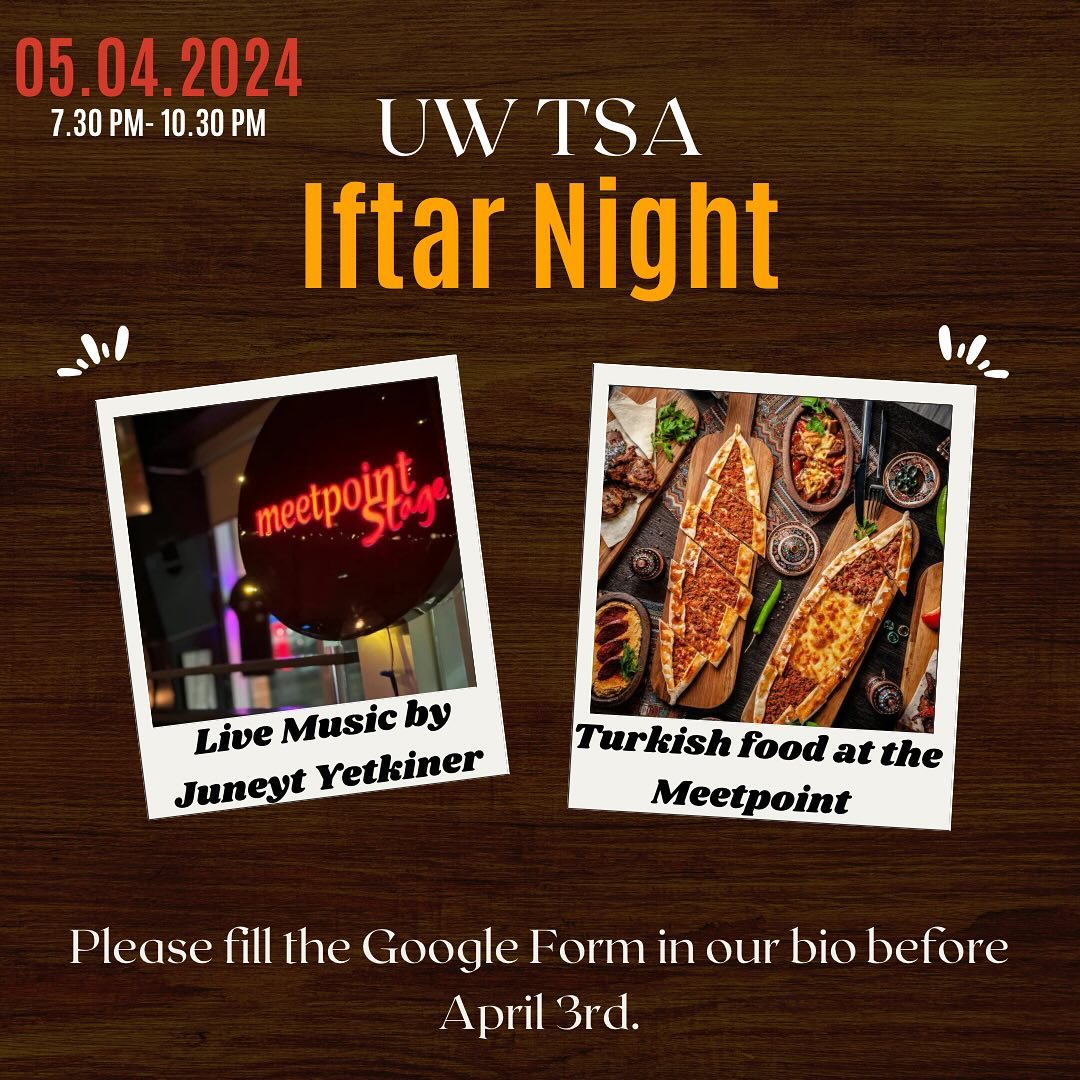 05.04.2024
7.30 PM- 10.30 PM
UW TSA
Iftar Night
meetpoint
stage
Live Music by
Juneyt Yetkiner
Turkish food at the
Meetpoint
Please fill the Google Form in our bio before
April 3rd.